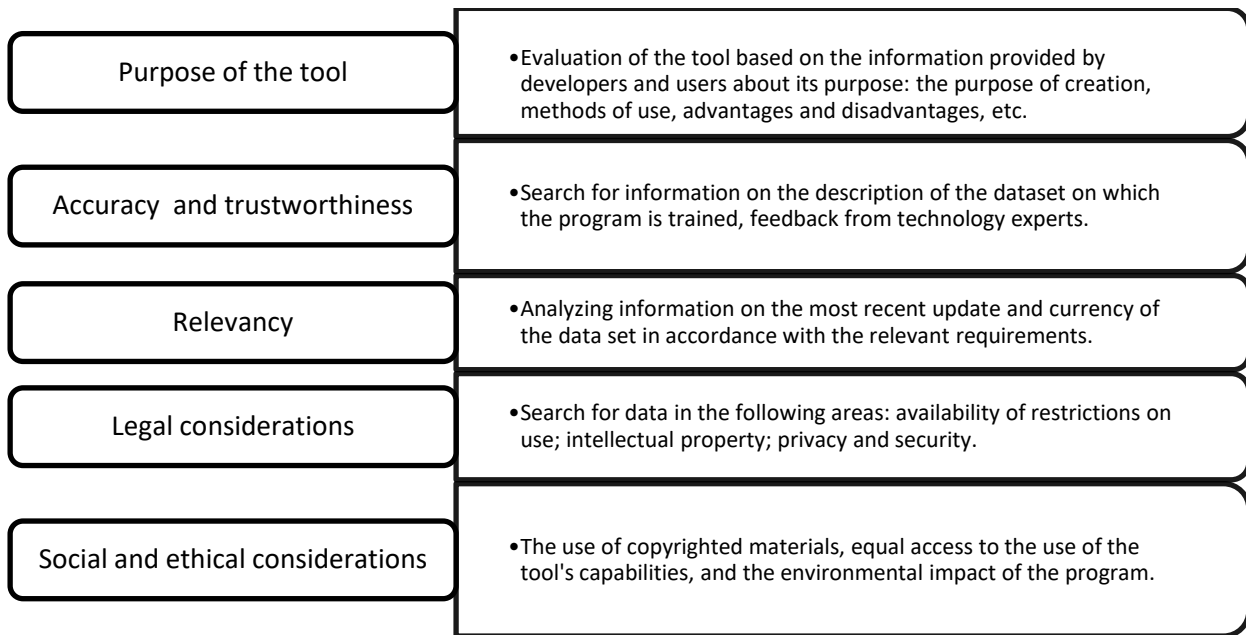 Purpose of the tool
•Evaluation of the tool based on the information provided by
developers and users about its purpose: the purpose of creation,
methods of use, advantages and disadvantages, etc.
Accuracy and trustworthiness
•Search for information on the description of the dataset on which
the program is trained, feedback from technology experts.
Relevancy
•Analyzing information on the most recent update and currency of
the data set in accordance with the relevant requirements.
Legal considerations
•Search for data in the following areas: availability of restrictions on
use; intellectual property; privacy and security.
Social and ethical considerations
•The use of copyrighted materials, equal access to the use of the
tool's capabilities, and the environmental impact of the program.